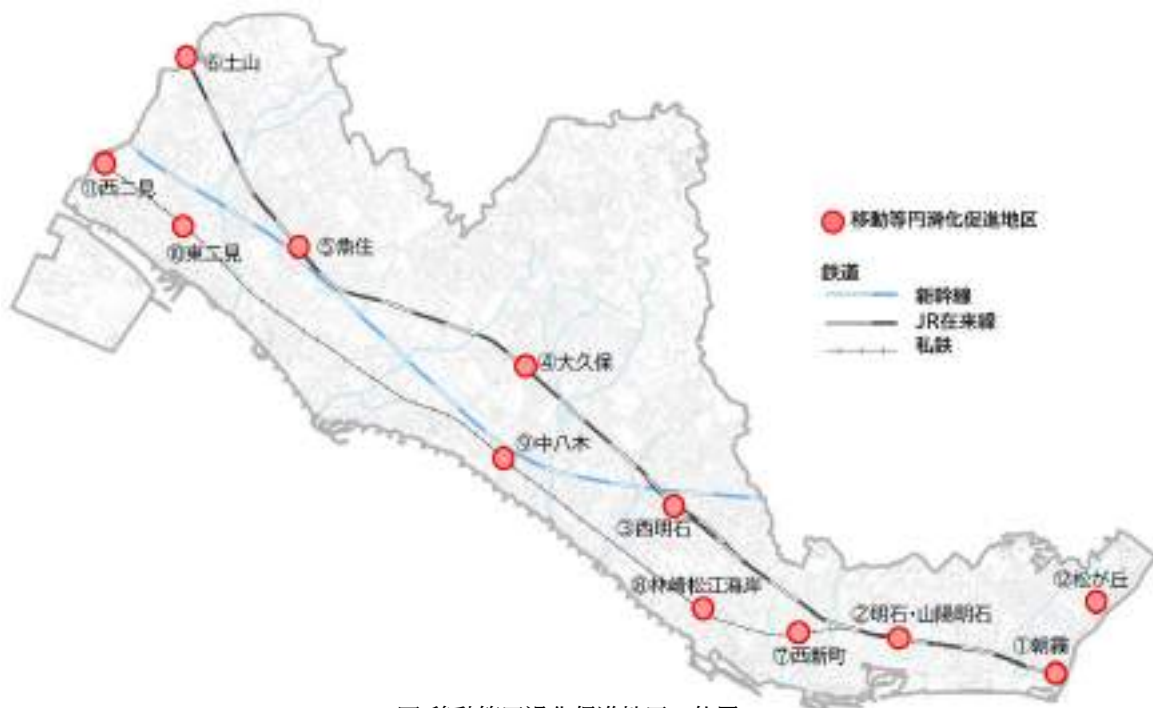 ⑥土山
⑪西二見
⑩東二見
⑤魚住
④大久保
⑨中八木
③西明石
⑧林崎松江海岸
⑦西新町
②明石・山陽明石
⑫松が丘
①朝霧
移動等円滑化促進地区
鉄道
新幹線
JR在来線
私鉄